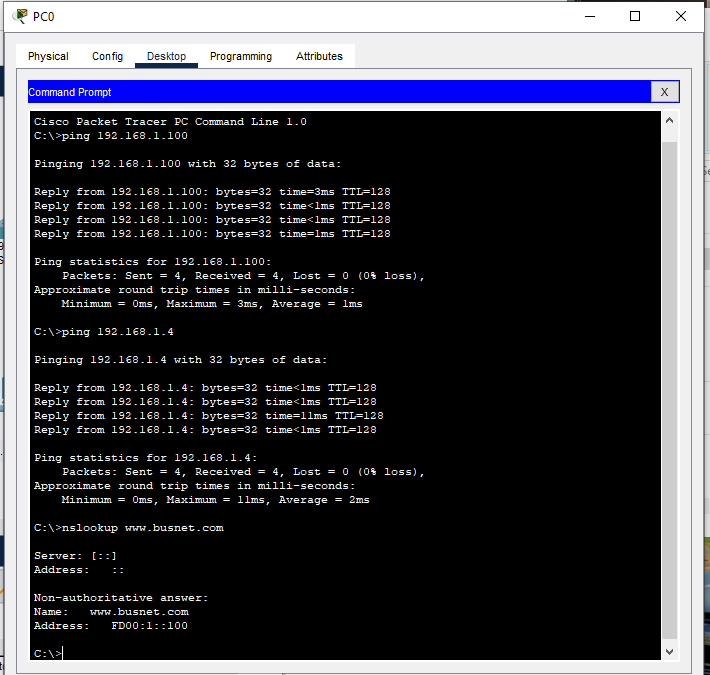 PC0
Physical Config Desktop Programming Attributes
Command Prompt X
Cisco Packet Tracer PC Command Line 1.0
C:\>ping 192.168.1.100
Pinging 192.168.1.100 with 32 bytes of data:
Reply from 192.168.1.100: bytes=32 time=3ms TTL=128
Reply from 192.168.1.100: bytes=32 time<1ms TTL=128
Reply from 192.168.1.100: bytes=32 time<1ms TTL=128
Reply from 192.168.1.100: bytes=32 time=1ms TTL=128
Ping statistics for 192.168.1.100:
Packets: Sent = 4, Received = 4, Lost = 0 (0% loss),
Approximate round trip times in milli-seconds:
Minimum = 0ms, Maximum = 3ms, Average = 1ms
C:\>ping 192.168.1.4
Pinging 192.168.1.4 with 32 bytes of data:
Reply from 192.168.1.4: bytes=32 time<1ms TTL=128
Reply from 192.168.1.4: bytes=32 time<1ms TTL=128
Reply from 192.168.1.4: bytes=32 time=11ms TTL=128
Reply from 192.168.1.4: bytes=32 time<1ms TTL=128
Ping statistics for 192.168.1.4:
Packets: Sent = 4, Received = 4, Lost = 0 (0% loss),
Approximate round trip times in milli-seconds:
Minimum = 0ms, Maximum = 11ms, Average = 2ms
C:\>nslookup www.busnet.com
Server: [::]
Address: ::
Non-authoritative answer:
Name: www.busnet.com
Address: FD00:1::100
C:\>